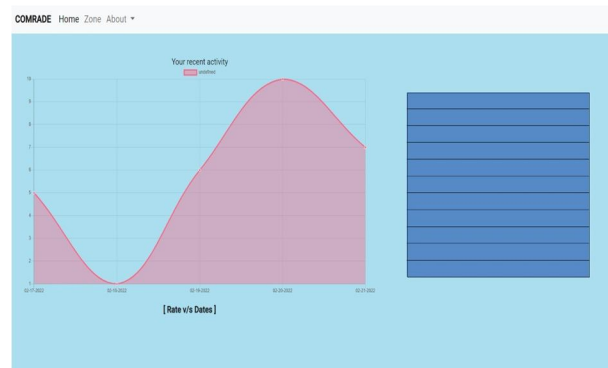 COMRADE Home Zone About
Your recent activity
undefined
10
9
8
7
6
5
4
3
2
1
02-17-2022 02-18-2022 02-19-2022 02-20-2022 02-21-2022
[ Rate v/s Dates ]